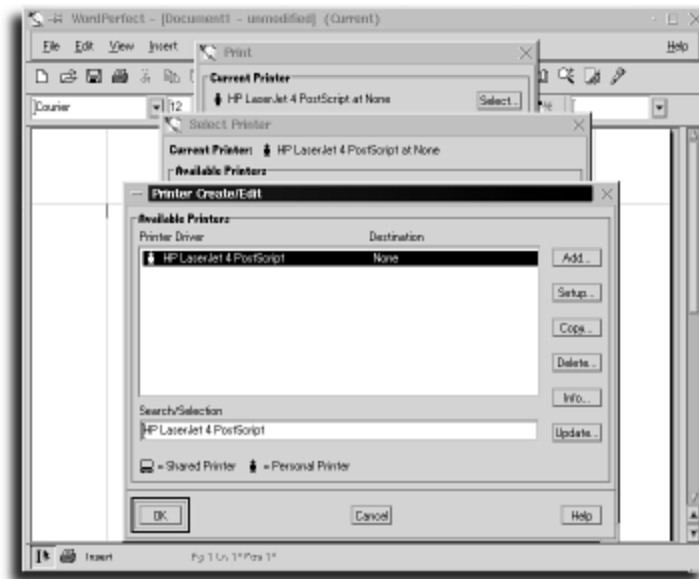 WordPerfect - [Document1 - unmodified] (Current)
File Edit View Insert Help
Print
Current Printer
HP LaserJet 4 PostScript at None Select...
Courier 12
Select Printer
Current Printer: HP LaserJet 4 PostScript at None
Available Printers
Printer Create/Edit
Available Printers
Printer Driver Destination
HP LaserJet 4 PostScript None
Add...
Setup...
Copy...
Delete...
Info...
Search/Selection
HP LaserJet 4 PostScript
Update...
= Shared Printer = Personal Printer
OK Cancel Help
Insert Pg 1 Ln 1" Pos 1"